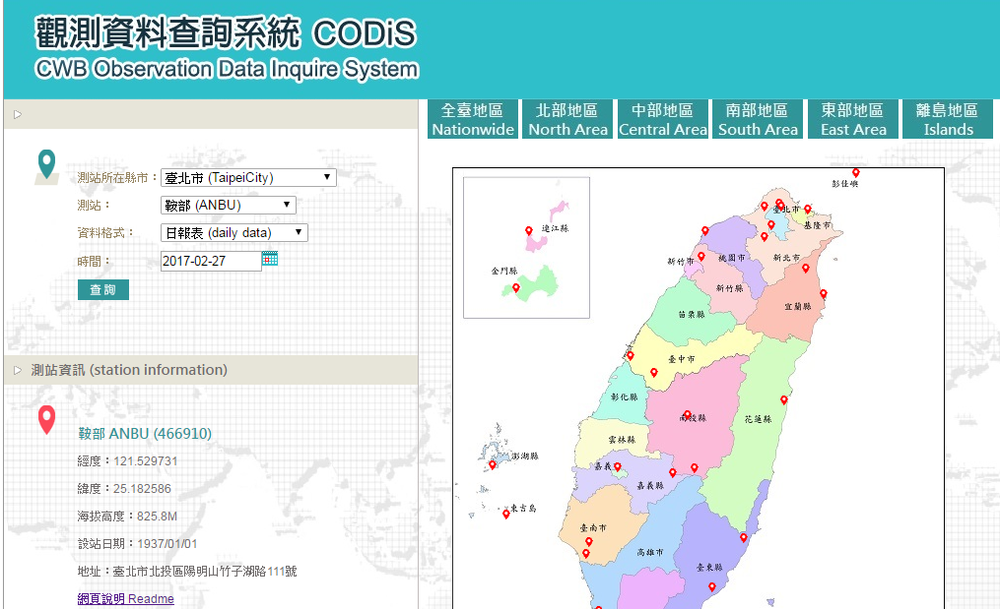 觀測資料查詢系統 CODiS
CWB Observation Data Inquire System
全臺地區
Nationwide
北部地區
North Area
中部地區
Central Area
南部地區
South Area
東部地區
East Area
離島地區
Islands
測站所在縣市：臺北市 (TaipeiCity)
測站：鞍部 (ANBU)
資料格式：日報表 (daily data)
時間：2017-02-27
查詢
測站資訊 (station information)
鞍部 ANBU (466910)
經度：121.529731
緯度：25.182586
海拔高度：825.8M
設站日期：1937/01/01
地址：臺北市北投區陽明山竹子湖路111號
網頁說明 Readme
彭佳嶼
連江縣
金門縣
臺北市
基隆市
新北市
桃園市
新竹市
新竹縣
宜蘭縣
苗栗縣
臺中市
彰化縣
南投縣
花蓮縣
雲林縣
澎湖縣
嘉義
嘉義縣
東吉島
臺南市
高雄市
臺東縣